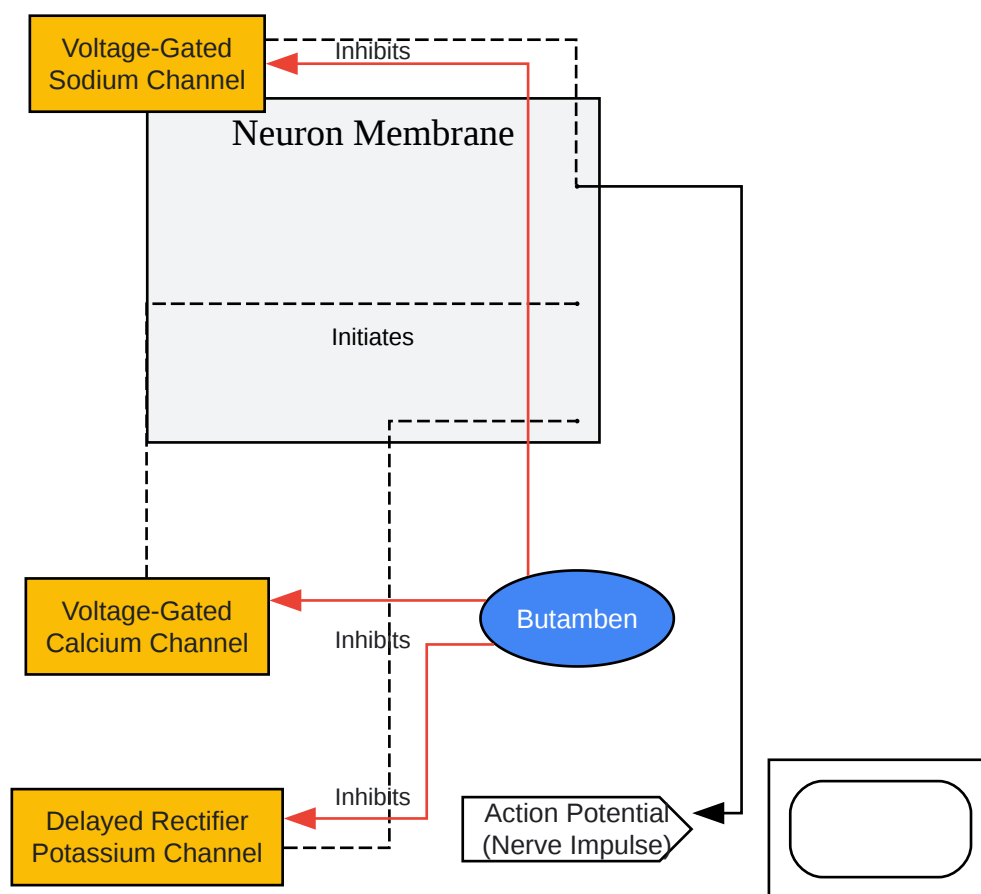 Voltage-Gated
Sodium Channel
Inhibits
Neuron Membrane
Initiates
Voltage-Gated
Calcium Channel
Inhibits
Butamben
Inhibits
Delayed Rectifier
Potassium Channel
Action Potential
(Nerve Impulse)